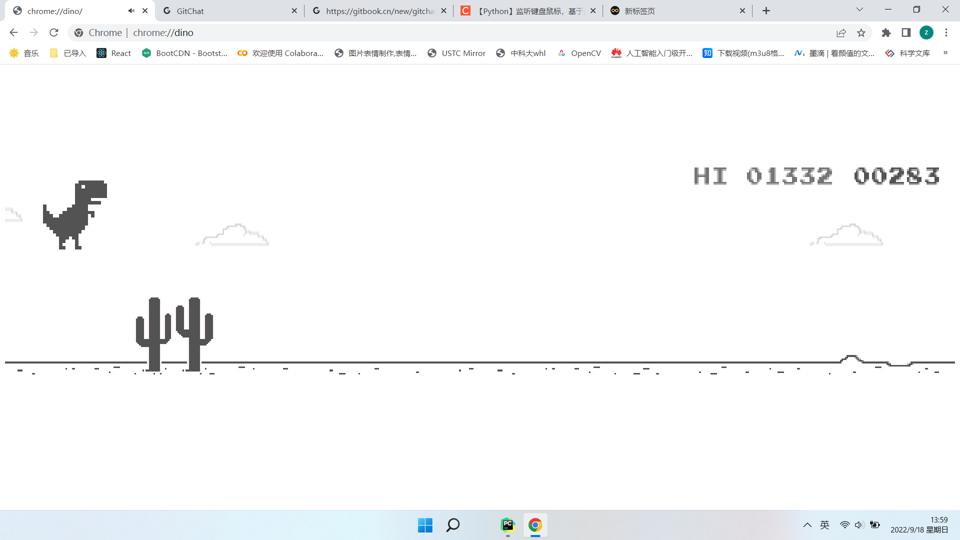 chrome://dino/
GitChat
https://gitbook.cn/new/gitcha
【Python】监听键盘鼠标，基于
新标签页
Chrome | chrome://dino
音乐
已导入
React
BootCDN - Bootst...
欢迎使用 Colabora...
图片表情制作,表情...
USTC Mirror
中科大whl
OpenCV
人工智能入门级开...
下载视频(m3u8格...
墨滴 | 看颜值的文...
科学文库
»
HI 01332 00283
英
13:59
2022/9/18 星期日